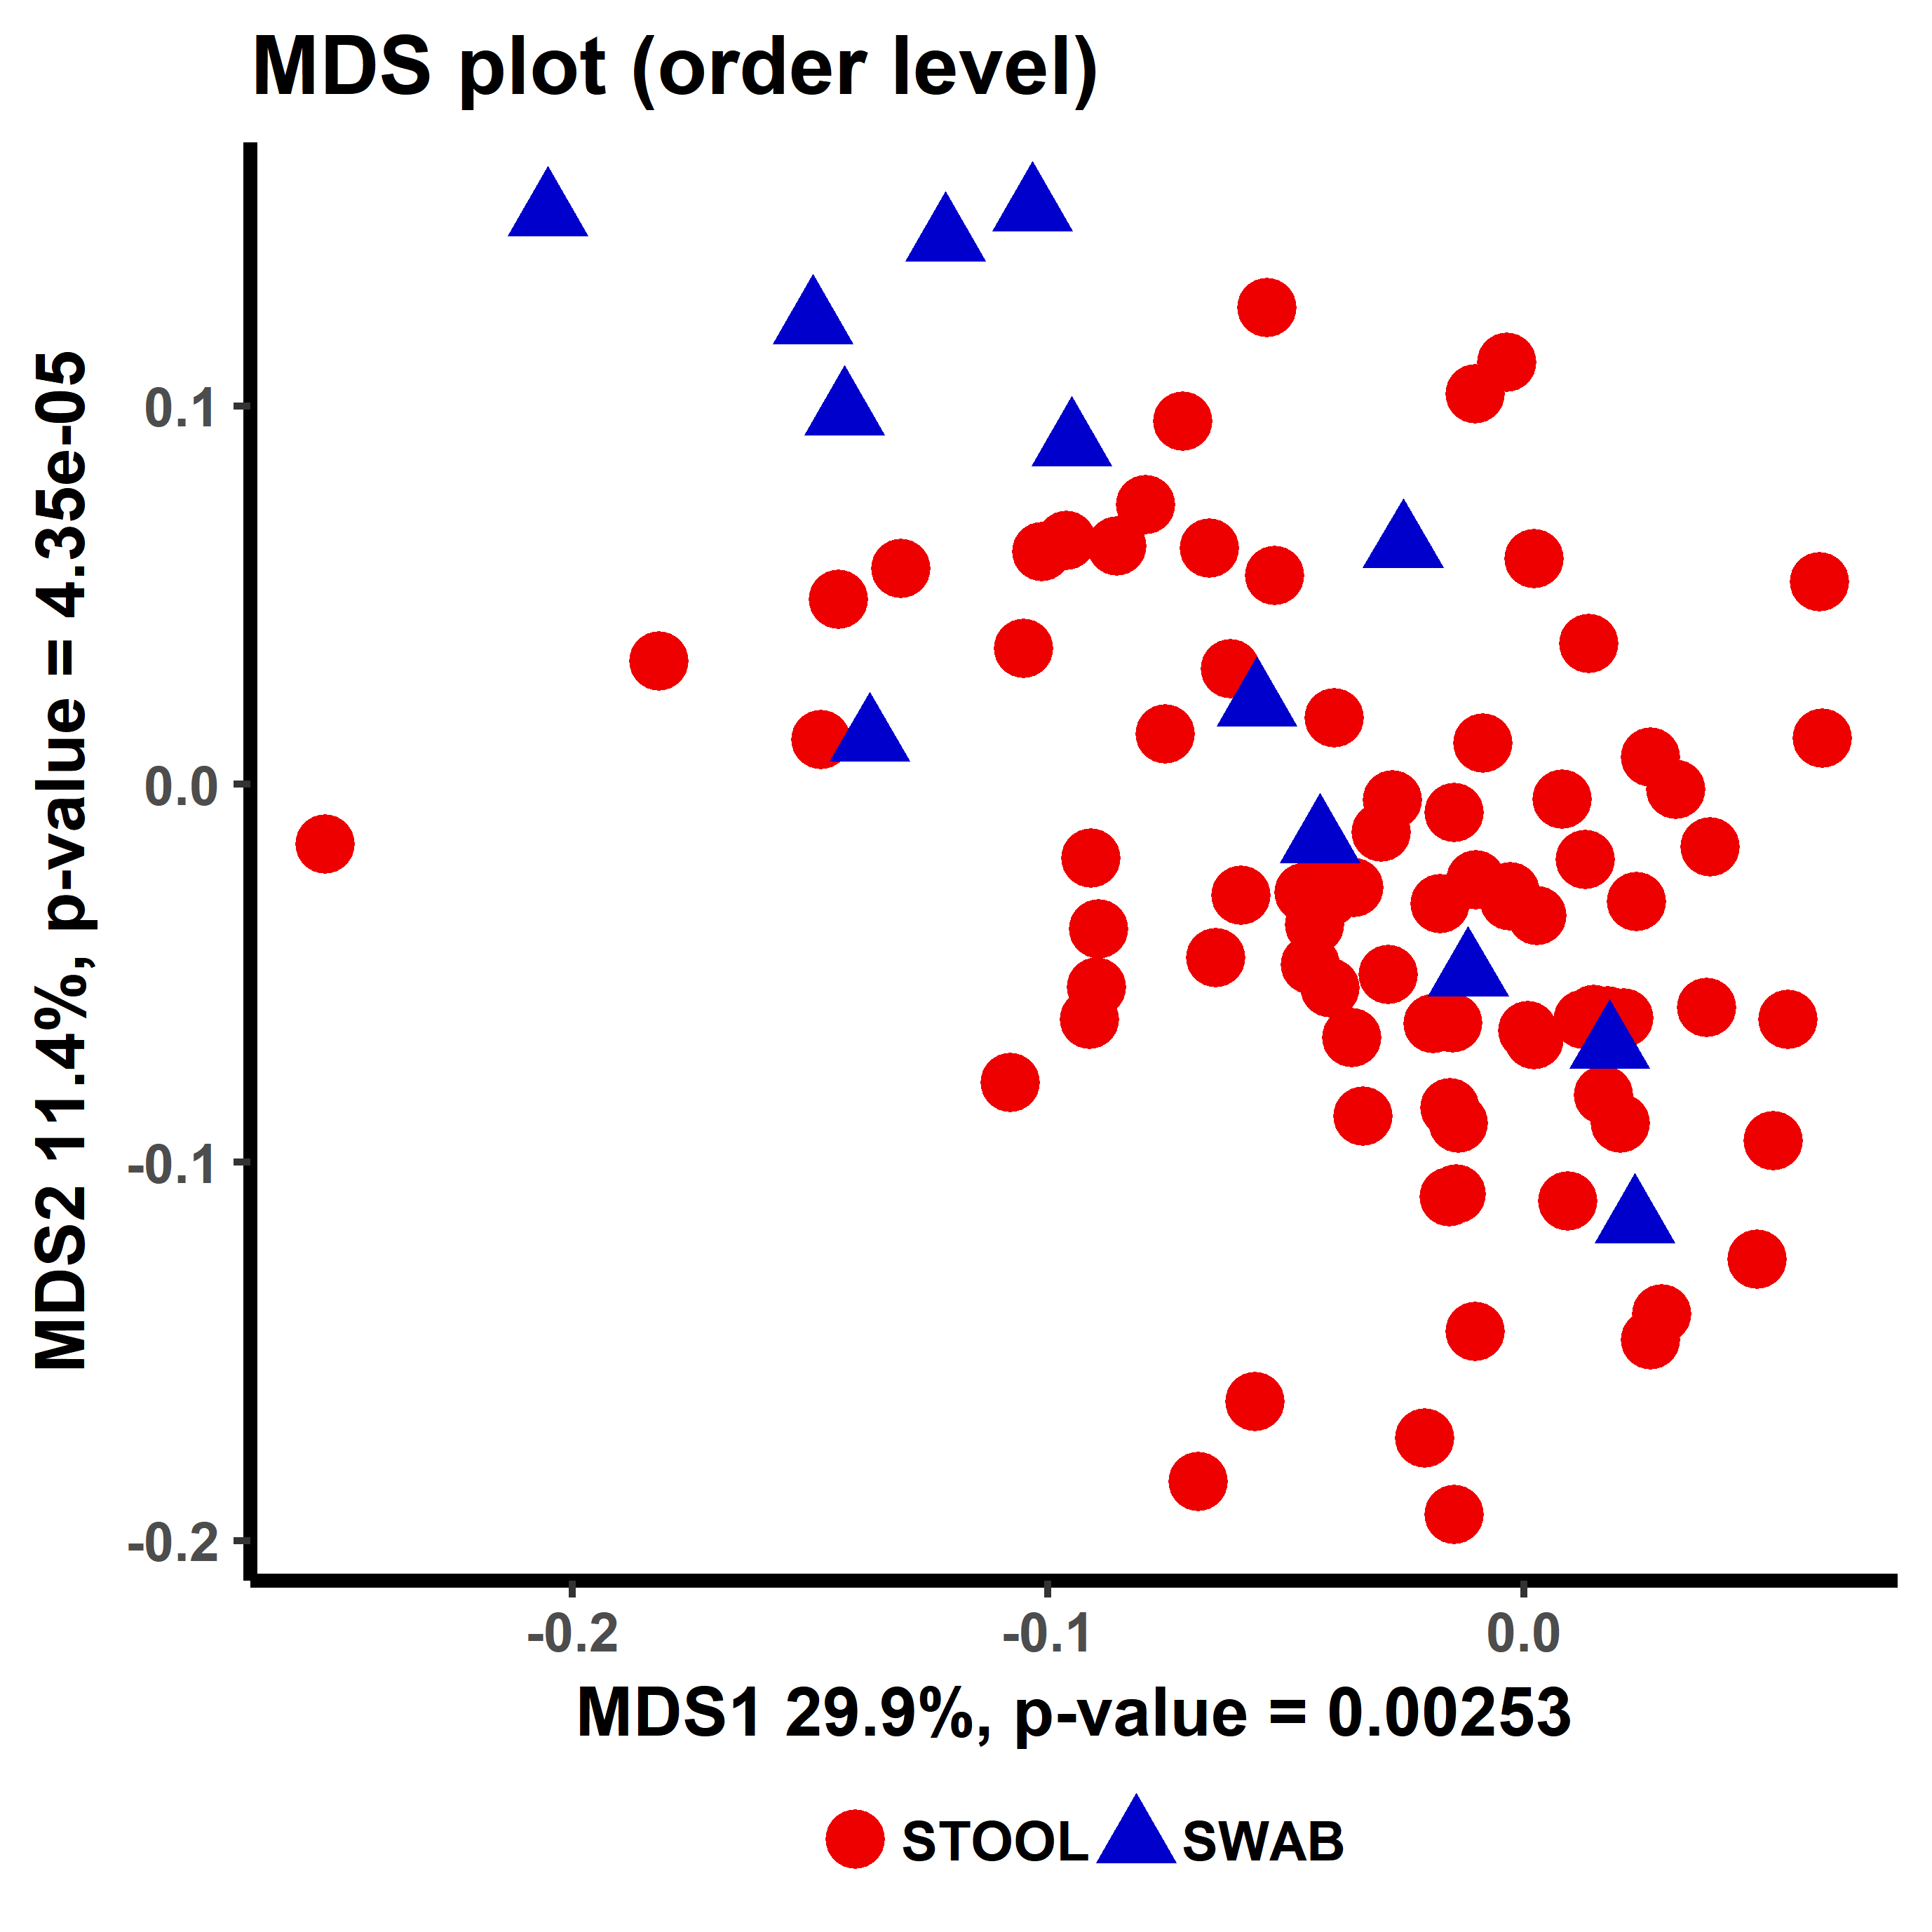 MDS plot (order level)
MDS2 11.4%, p-value = 4.35e-05
0.1
0.0
-0.1
-0.2
-0.2
-0.1
0.0
MDS1 29.9%, p-value = 0.00253
STOOL
SWAB